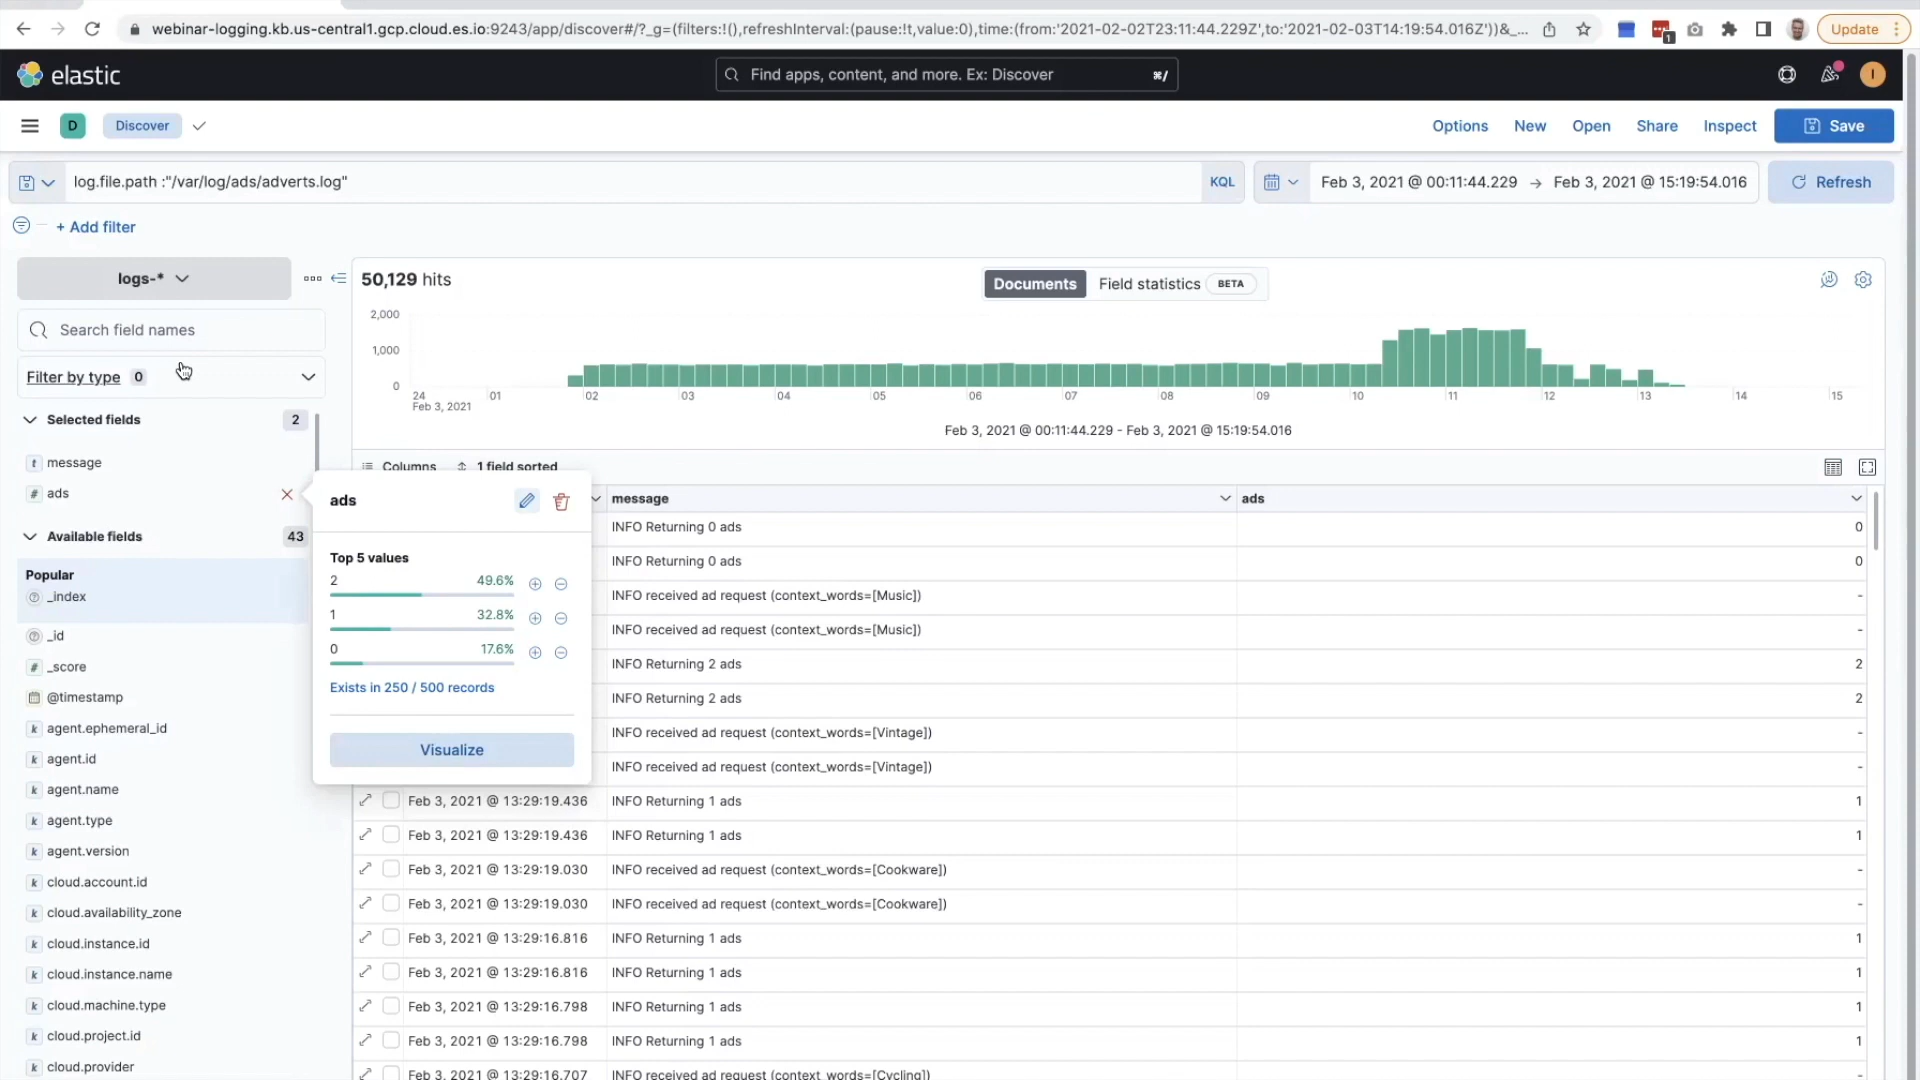 webinar-logging.kb.us-central1.gcp.cloud.es.io:9243/app/discover#/?_g=(filters:!(),refreshInterval:(pause:!t,value:0),time:(from:'2021-02-02T23:11:44.229Z',to:'2021-02-03T14:19:54.016Z'))&_...
1
Update
elastic
Find apps, content, and more. Ex: Discover
⌘/
I
D
Discover
Options
New
Open
Share
Inspect
Save
log.file.path :"/var/log/ads/adverts.log"
KQL
Feb 3, 2021 @ 00:11:44.229 → Feb 3, 2021 @ 15:19:54.016
Refresh
+ Add filter
logs-*
50,129 hits
Documents
Field statistics
BETA
Search field names
Filter by type 0
2,000
1,000
0
24 01 02 03 04 05 06 07 08 09 10 11 12 13 14 15
Feb 3, 2021
Feb 3, 2021 @ 00:11:44.229 - Feb 3, 2021 @ 15:19:54.016
Selected fields 2
t message
# ads
Available fields 43
Popular
_index
_id
# _score
@timestamp
k agent.ephemeral_id
k agent.id
k agent.name
k agent.type
k agent.version
k cloud.account.id
k cloud.availability_zone
k cloud.instance.id
k cloud.instance.name
k cloud.machine.type
k cloud.project.id
k cloud.provider
ads
Top 5 values
2 49.6%
1 32.8%
0 17.6%
Exists in 250 / 500 records
Visualize
Columns
1 field sorted
message ads
INFO Returning 0 ads 0
INFO Returning 0 ads 0
INFO received ad request (context_words=[Music]) -
INFO received ad request (context_words=[Music]) -
INFO Returning 2 ads 2
INFO Returning 2 ads 2
INFO received ad request (context_words=[Vintage]) -
INFO received ad request (context_words=[Vintage]) -
Feb 3, 2021 @ 13:29:19.436 INFO Returning 1 ads 1
Feb 3, 2021 @ 13:29:19.436 INFO Returning 1 ads 1
Feb 3, 2021 @ 13:29:19.030 INFO received ad request (context_words=[Cookware]) -
Feb 3, 2021 @ 13:29:19.030 INFO received ad request (context_words=[Cookware]) -
Feb 3, 2021 @ 13:29:16.816 INFO Returning 1 ads 1
Feb 3, 2021 @ 13:29:16.816 INFO Returning 1 ads 1
Feb 3, 2021 @ 13:29:16.798 INFO Returning 1 ads 1
Feb 3, 2021 @ 13:29:16.798 INFO Returning 1 ads 1
Feb 3, 2021 @ 13:29:16.707 INFO received ad request (context_words=[Cycling])